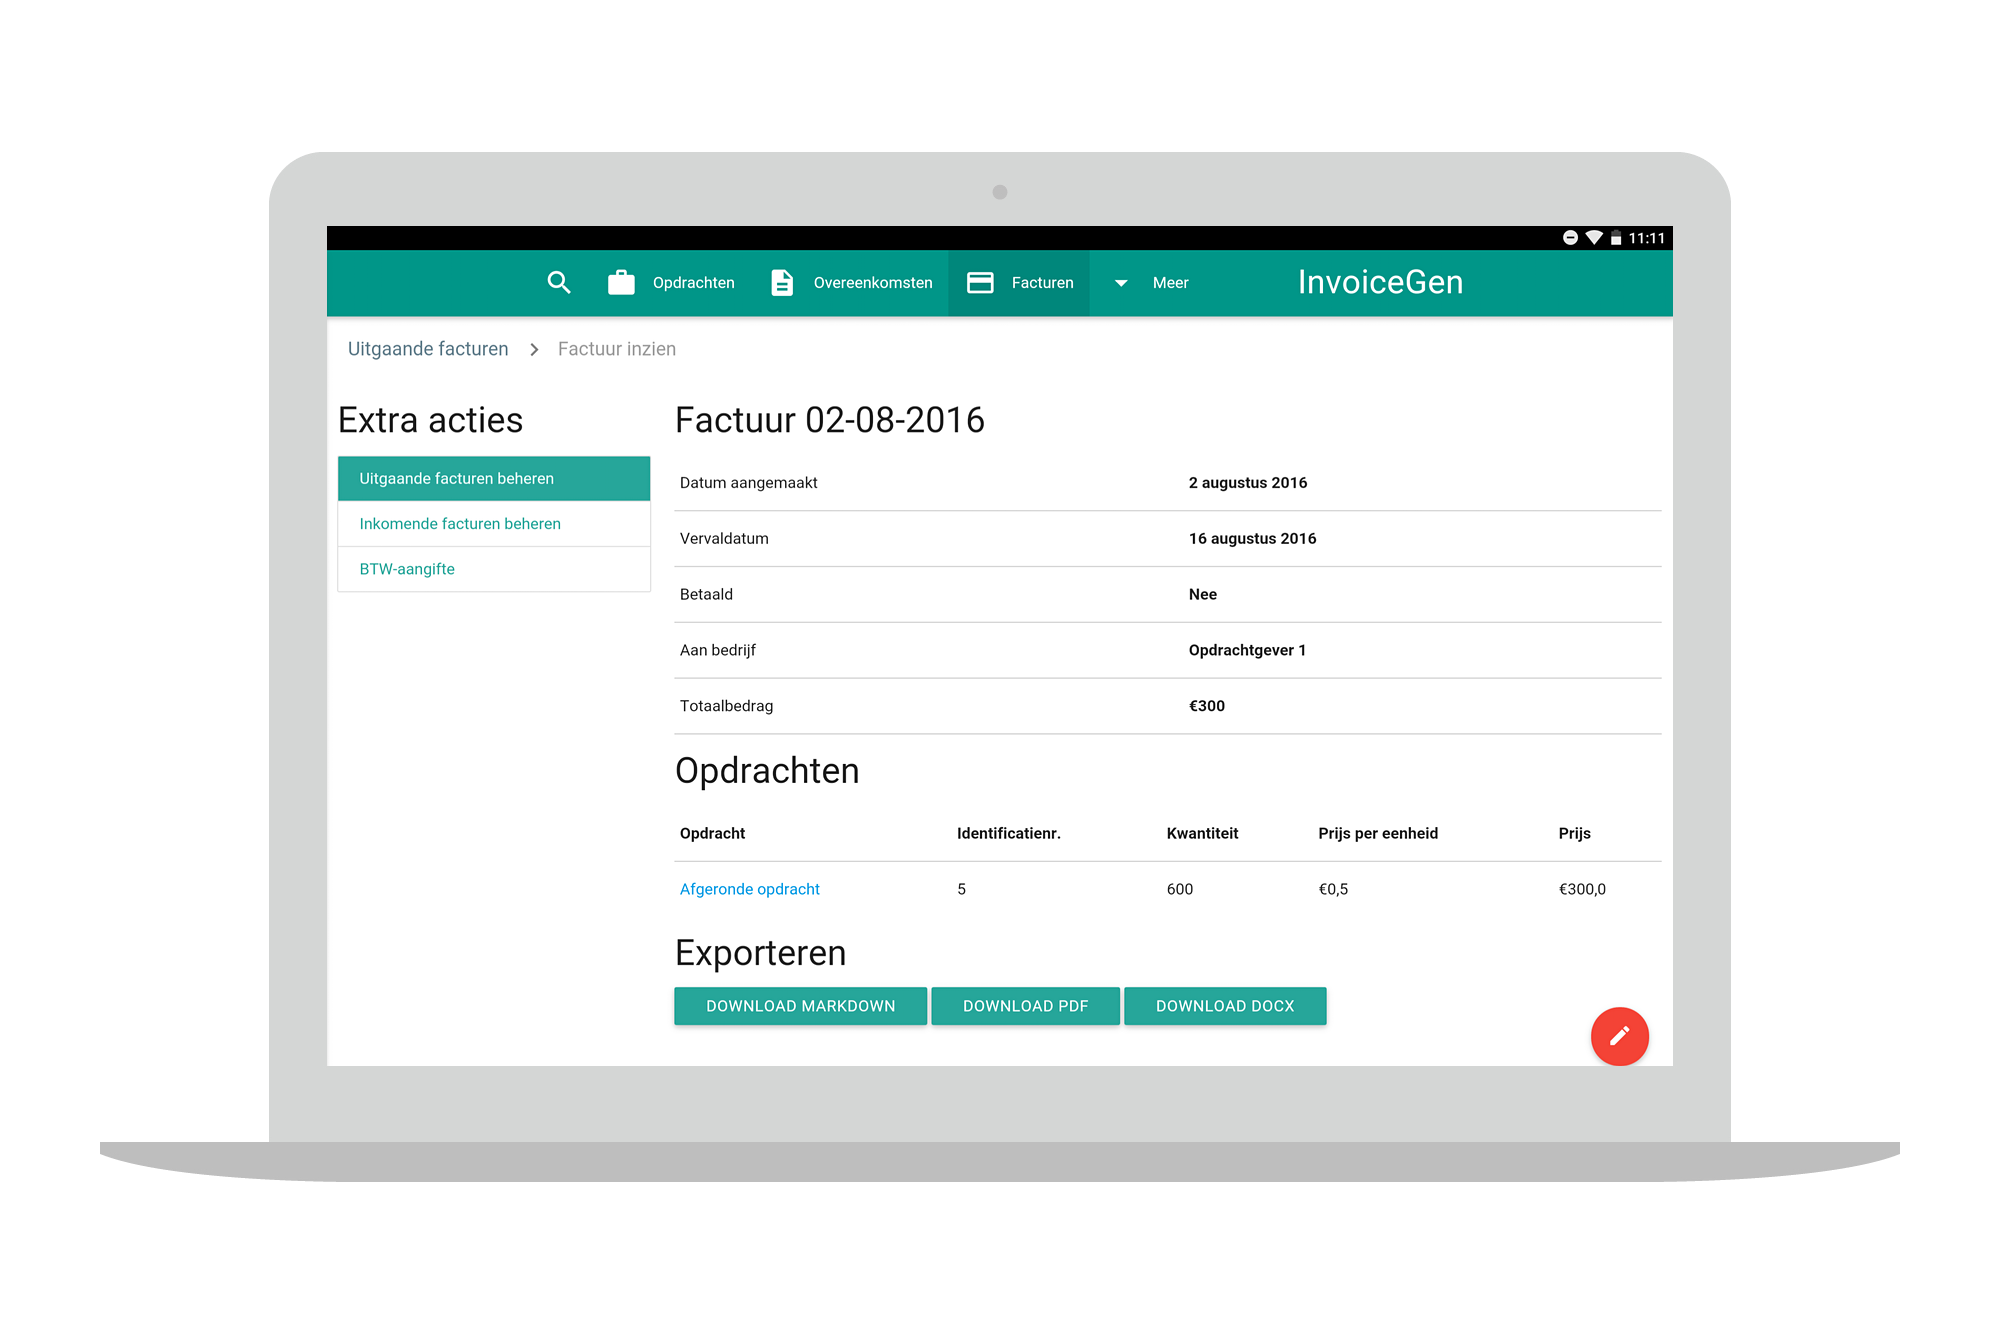 11:11
Opdrachten Overeenkomsten Facturen Meer InvoiceGen
Uitgaande facturen Factuur inzien
Extra acties
Uitgaande facturen beheren
Inkomende facturen beheren
BTW-aangifte
Factuur 02-08-2016
Datum aangemaakt 2 augustus 2016
Vervaldatum 16 augustus 2016
Betaald Nee
Aan bedrijf Opdrachtgever 1
Totaalbedrag €300
Opdrachten
Opdracht Identificatienr. Kwantiteit Prijs per eenheid Prijs
Afgeronde opdracht 5 600 €0,5 €300,0
Exporteren
DOWNLOAD MARKDOWN DOWNLOAD PDF DOWNLOAD DOCX